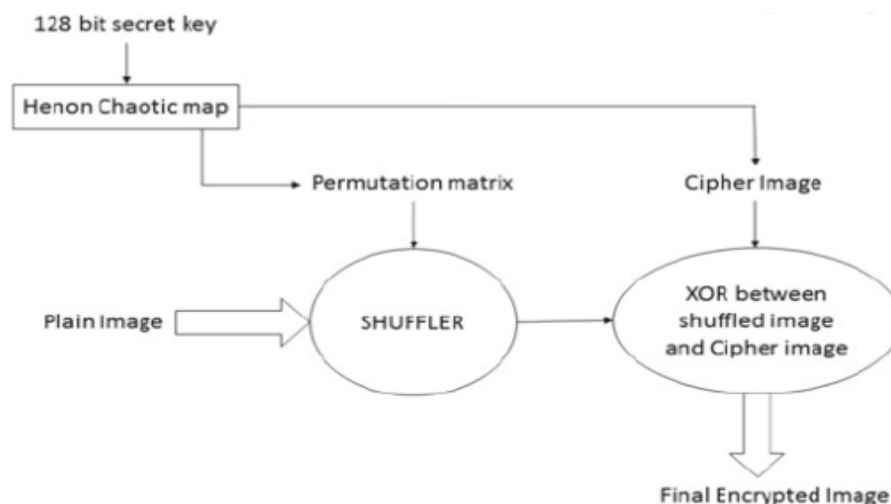 128 bit secret key
Henon Chaotic map
Permutation matrix
Cipher Image
Plain Image
SHUFFLER
XOR between
shuffled image
and Cipher image
Final Encrypted Image